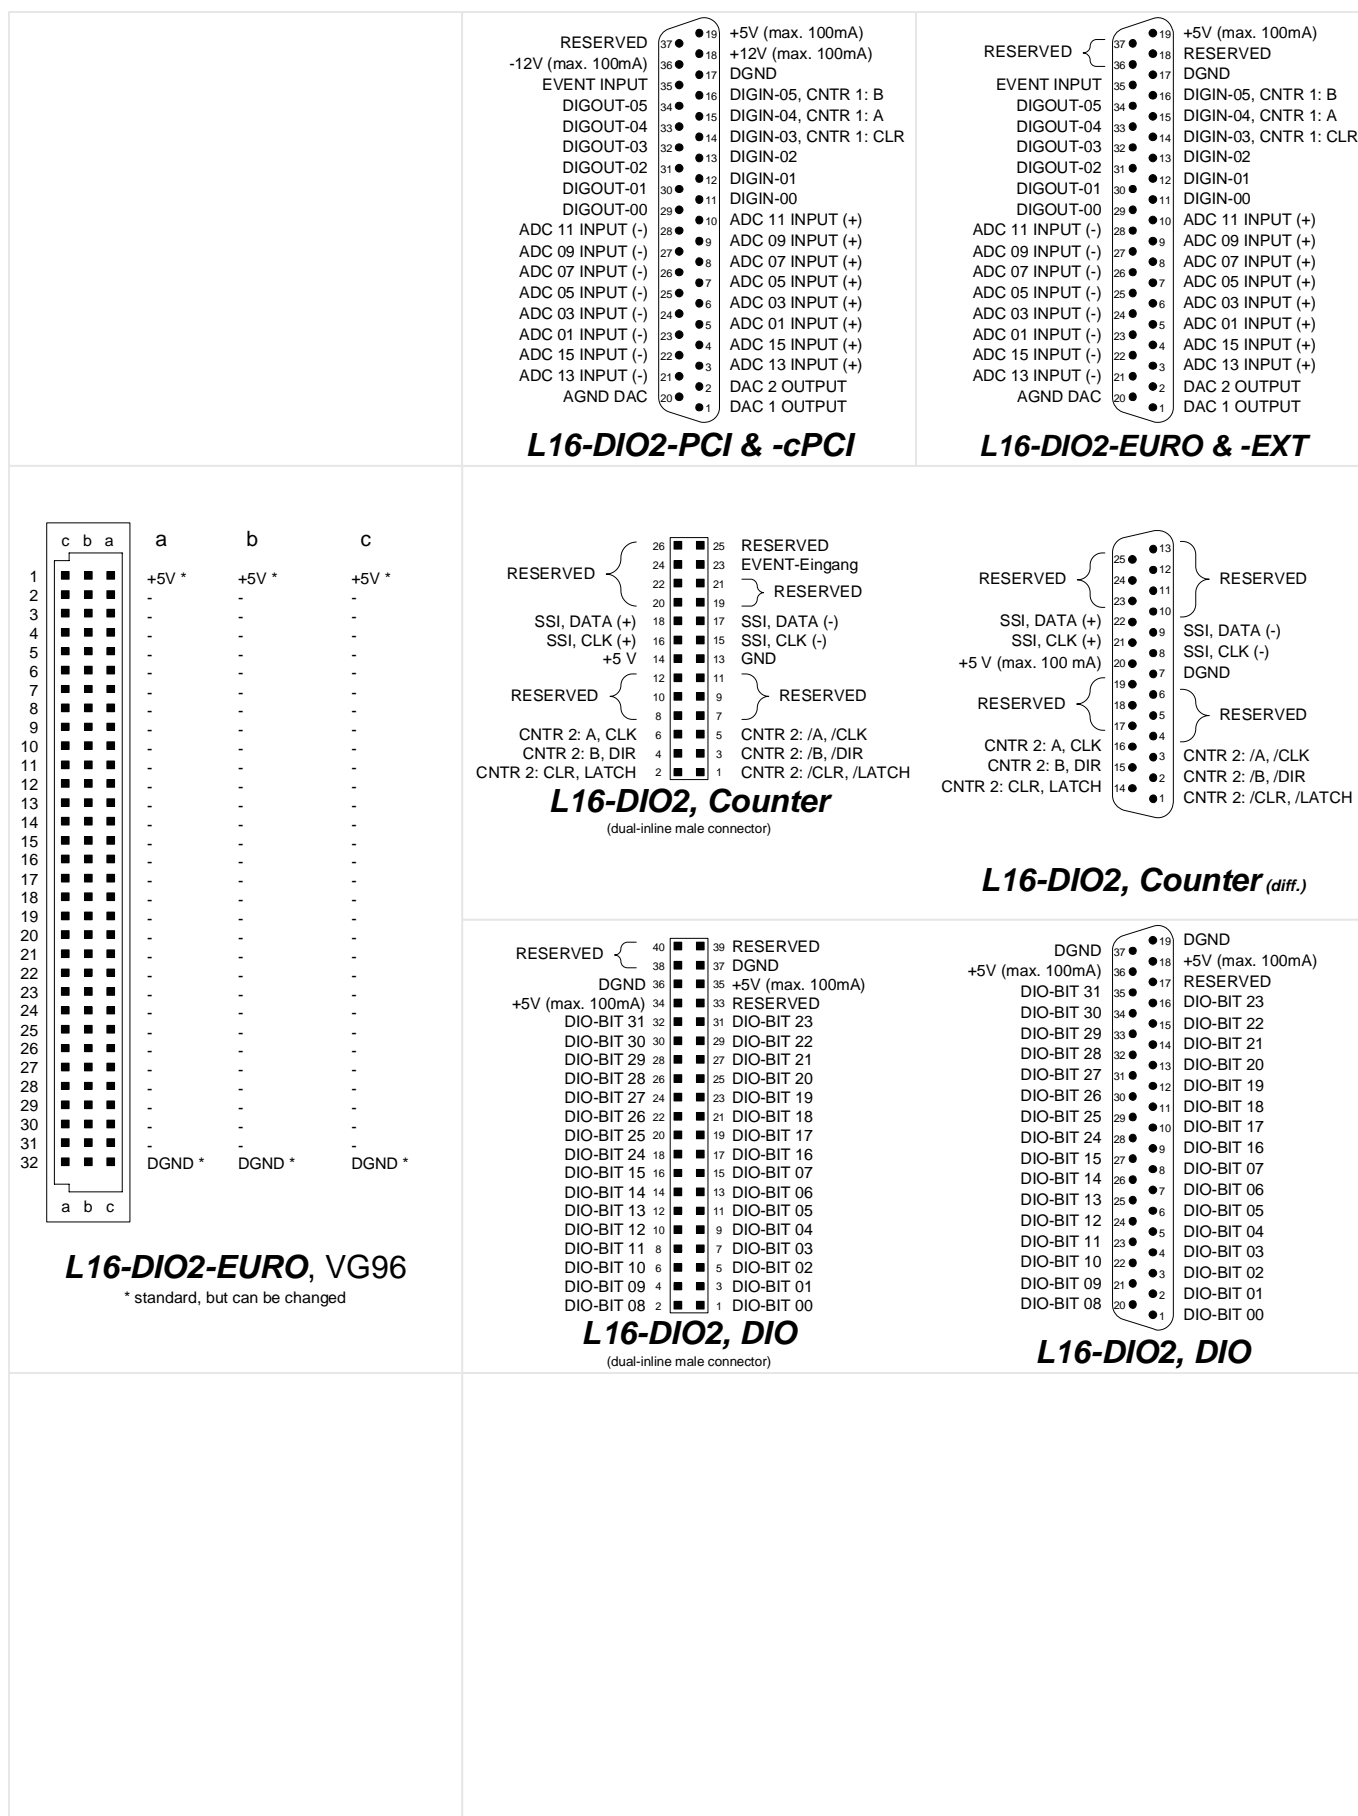 RESERVED 37 19 +5V (max. 100mA)
-12V (max. 100mA) 36 18 +12V (max. 100mA)
EVENT INPUT 35 17 DGND
DIGOUT-05 34 16 DIGIN-05, CNTR 1: B
DIGOUT-04 33 15 DIGIN-04, CNTR 1: A
DIGOUT-03 32 14 DIGIN-03, CNTR 1: CLR
DIGOUT-02 31 13 DIGIN-02
DIGOUT-01 30 12 DIGIN-01
DIGOUT-00 29 11 DIGIN-00
ADC 11 INPUT (-) 28 10 ADC 11 INPUT (+)
ADC 09 INPUT (-) 27 9 ADC 09 INPUT (+)
ADC 07 INPUT (-) 26 8 ADC 07 INPUT (+)
ADC 05 INPUT (-) 25 7 ADC 05 INPUT (+)
ADC 03 INPUT (-) 24 6 ADC 03 INPUT (+)
ADC 01 INPUT (-) 23 5 ADC 01 INPUT (+)
ADC 15 INPUT (-) 22 4 ADC 15 INPUT (+)
ADC 13 INPUT (-) 21 3 ADC 13 INPUT (+)
AGND DAC 20 2 DAC 2 OUTPUT
1 DAC 1 OUTPUT
L16-DIO2-PCI & -cPCI
RESERVED 37 19 +5V (max. 100mA)
36 18 RESERVED
EVENT INPUT 35 17 DGND
DIGOUT-05 34 16 DIGIN-05, CNTR 1: B
DIGOUT-04 33 15 DIGIN-04, CNTR 1: A
DIGOUT-03 32 14 DIGIN-03, CNTR 1: CLR
DIGOUT-02 31 13 DIGIN-02
DIGOUT-01 30 12 DIGIN-01
DIGOUT-00 29 11 DIGIN-00
ADC 11 INPUT (-) 28 10 ADC 11 INPUT (+)
ADC 09 INPUT (-) 27 9 ADC 09 INPUT (+)
ADC 07 INPUT (-) 26 8 ADC 07 INPUT (+)
ADC 05 INPUT (-) 25 7 ADC 05 INPUT (+)
ADC 03 INPUT (-) 24 6 ADC 03 INPUT (+)
ADC 01 INPUT (-) 23 5 ADC 01 INPUT (+)
ADC 15 INPUT (-) 22 4 ADC 15 INPUT (+)
ADC 13 INPUT (-) 21 3 ADC 13 INPUT (+)
AGND DAC 20 2 DAC 2 OUTPUT
1 DAC 1 OUTPUT
L16-DIO2-EURO & -EXT
c b a a b c
1 +5V * +5V * +5V *
2 - - -
3 - - -
4 - - -
5 - - -
6 - - -
7 - - -
8 - - -
9 - - -
10 - - -
11 - - -
12 - - -
13 - - -
14 - - -
15 - - -
16 - - -
17 - - -
18 - - -
19 - - -
20 - - -
21 - - -
22 - - -
23 - - -
24 - - -
25 - - -
26 - - -
27 - - -
28 - - -
29 - - -
30 - - -
31 - - -
32 DGND * DGND * DGND *
a b c
L16-DIO2-EURO, VG96
* standard, but can be changed
26 25 RESERVED
24 23 EVENT-Eingang
RESERVED 22 21 RESERVED
20 19
SSI, DATA (+) 18 17 SSI, DATA (-)
SSI, CLK (+) 16 15 SSI, CLK (-)
+5 V 14 13 GND
12 11
RESERVED 10 9 RESERVED
8 7
CNTR 2: A, CLK 6 5 CNTR 2: /A, /CLK
CNTR 2: B, DIR 4 3 CNTR 2: /B, /DIR
CNTR 2: CLR, LATCH 2 1 CNTR 2: /CLR, /LATCH
L16-DIO2, Counter
(dual-inline male connector)
25 13
RESERVED 24 12 RESERVED
23 11
10
SSI, DATA (+) 22 9 SSI, DATA (-)
SSI, CLK (+) 21 8 SSI, CLK (-)
+5 V (max. 100 mA) 20 7 DGND
19 6
RESERVED 18 5 RESERVED
17 4
CNTR 2: A, CLK 16 3 CNTR 2: /A, /CLK
CNTR 2: B, DIR 15 2 CNTR 2: /B, /DIR
CNTR 2: CLR, LATCH 14 1 CNTR 2: /CLR, /LATCH
L16-DIO2, Counter (diff.)
RESERVED 40 39 RESERVED
38 37 DGND
DGND 36 35 +5V (max. 100mA)
+5V (max. 100mA) 34 33 RESERVED
DIO-BIT 31 32 31 DIO-BIT 23
DIO-BIT 30 30 29 DIO-BIT 22
DIO-BIT 29 28 27 DIO-BIT 21
DIO-BIT 28 26 25 DIO-BIT 20
DIO-BIT 27 24 23 DIO-BIT 19
DIO-BIT 26 22 21 DIO-BIT 18
DIO-BIT 25 20 19 DIO-BIT 17
DIO-BIT 24 18 17 DIO-BIT 16
DIO-BIT 15 16 15 DIO-BIT 07
DIO-BIT 14 14 13 DIO-BIT 06
DIO-BIT 13 12 11 DIO-BIT 05
DIO-BIT 12 10 9 DIO-BIT 04
DIO-BIT 11 8 7 DIO-BIT 03
DIO-BIT 10 6 5 DIO-BIT 02
DIO-BIT 09 4 3 DIO-BIT 01
DIO-BIT 08 2 1 DIO-BIT 00
L16-DIO2, DIO
(dual-inline male connector)
DGND 37 19 DGND
+5V (max. 100mA) 36 18 +5V (max. 100mA)
DIO-BIT 31 35 17 RESERVED
DIO-BIT 30 34 16 DIO-BIT 23
DIO-BIT 29 33 15 DIO-BIT 22
DIO-BIT 28 32 14 DIO-BIT 21
DIO-BIT 27 31 13 DIO-BIT 20
DIO-BIT 26 30 12 DIO-BIT 19
DIO-BIT 25 29 11 DIO-BIT 18
DIO-BIT 24 28 10 DIO-BIT 17
DIO-BIT 15 27 9 DIO-BIT 16
DIO-BIT 14 26 8 DIO-BIT 07
DIO-BIT 13 25 7 DIO-BIT 06
DIO-BIT 12 24 6 DIO-BIT 05
DIO-BIT 11 23 5 DIO-BIT 04
DIO-BIT 10 22 4 DIO-BIT 03
DIO-BIT 09 21 3 DIO-BIT 02
DIO-BIT 08 20 2 DIO-BIT 01
1 DIO-BIT 00
L16-DIO2, DIO